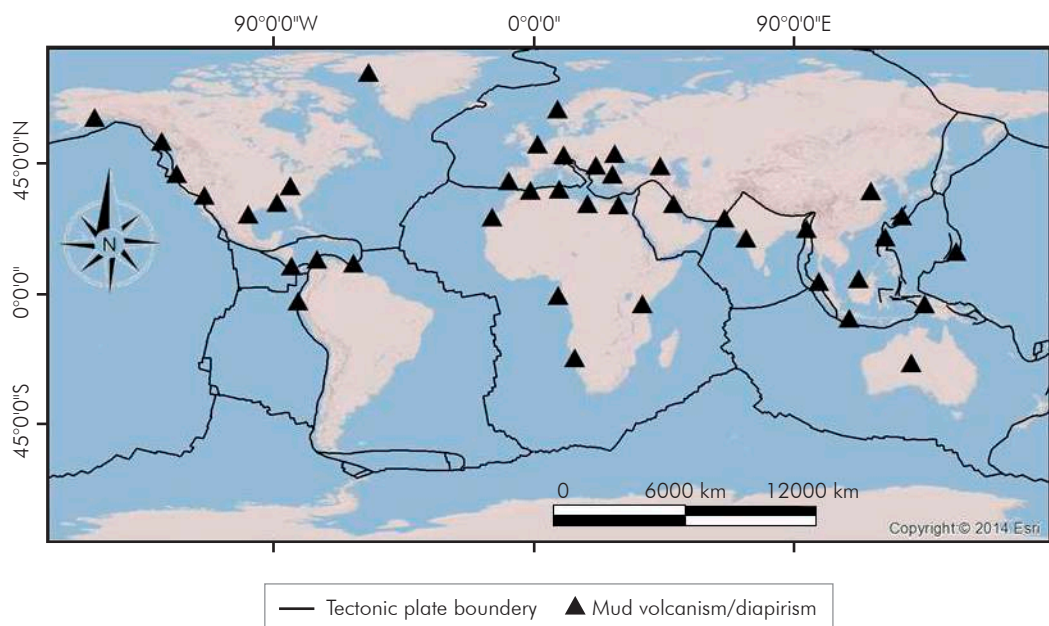 90°0'0"W 0°0'0" 90°0'0"E
45°0'0"N
0°0'0"
45°0'0"S
N
0 6000 km 12000 km
Copyright:© 2014 Esri
Tectonic plate boundery Mud volcanism/diapirism